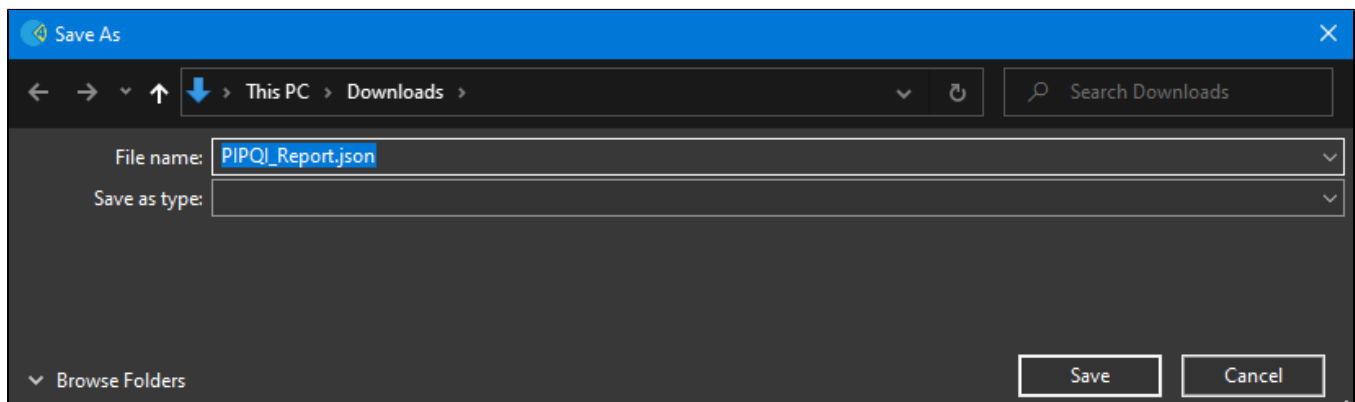 Save As
This PC > Downloads >
Search Downloads
File name: PIPQI_Report.json
Save as type:
Browse Folders
Save
Cancel